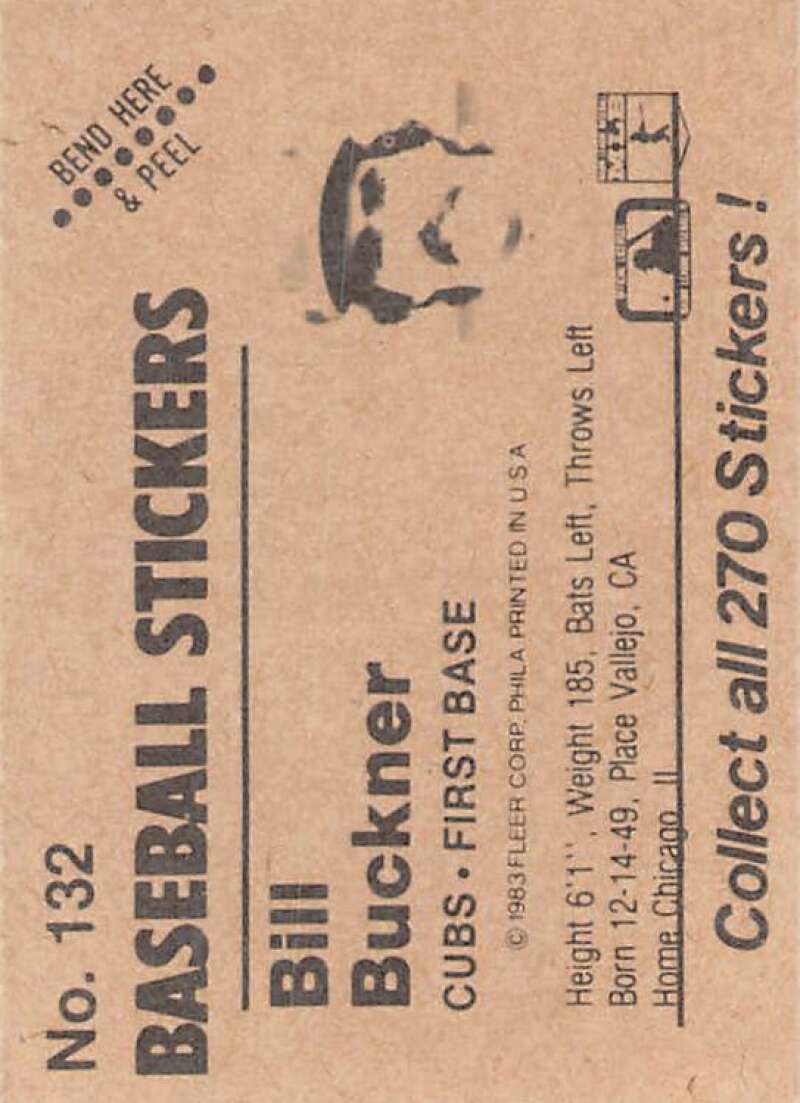 No. 132
BEND HERE
& PEEL
BASEBALL STICKERS
Bill
Buckner
CUBS • FIRST BASE
© 1983 FLEER CORP. PHILA PRINTED IN U S A
Height 6'1'', Weight 185, Bats Left, Throws Left
Born 12-14-49, Place Vallejo, CA
Home Chicago, Il
Collect all 270 Stickers!